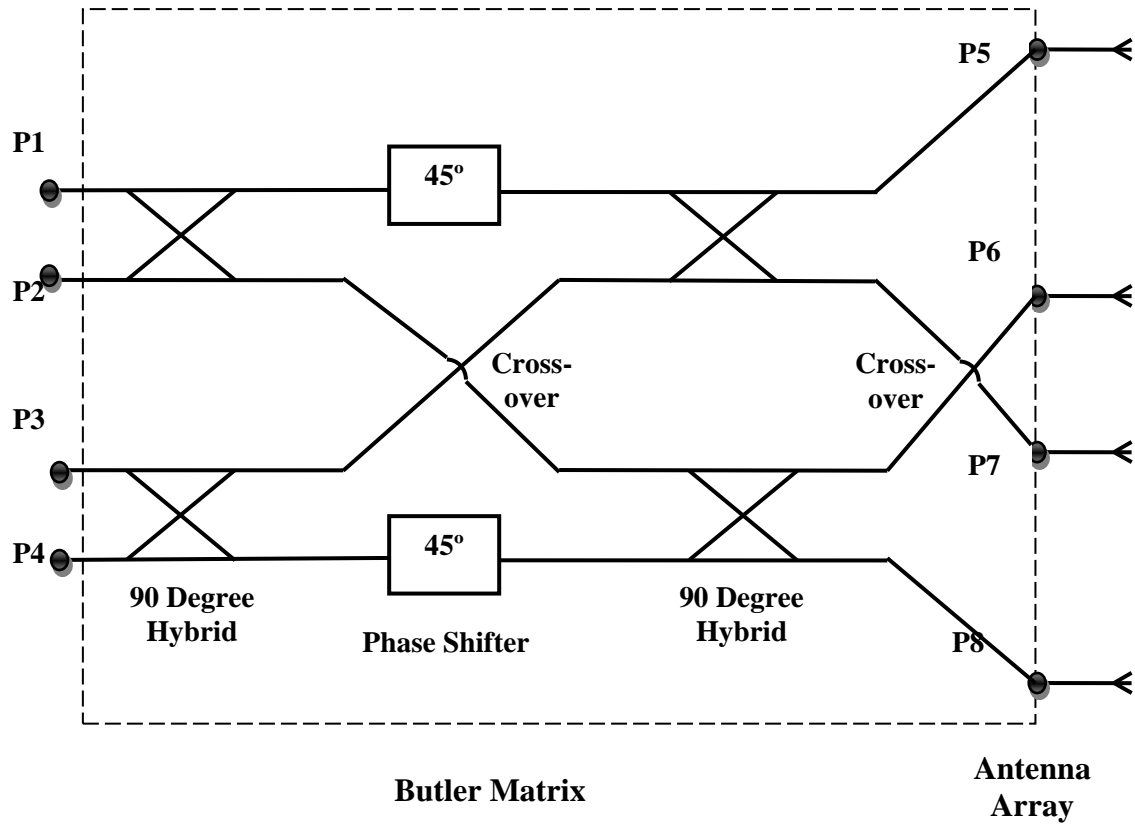 P5
P1
45º
P6
P2
Cross-
over
Cross-
over
P3
P7
45º
P4
90 Degree
Hybrid
90 Degree
Hybrid
Phase Shifter
P8
Butler Matrix
Antenna
Array